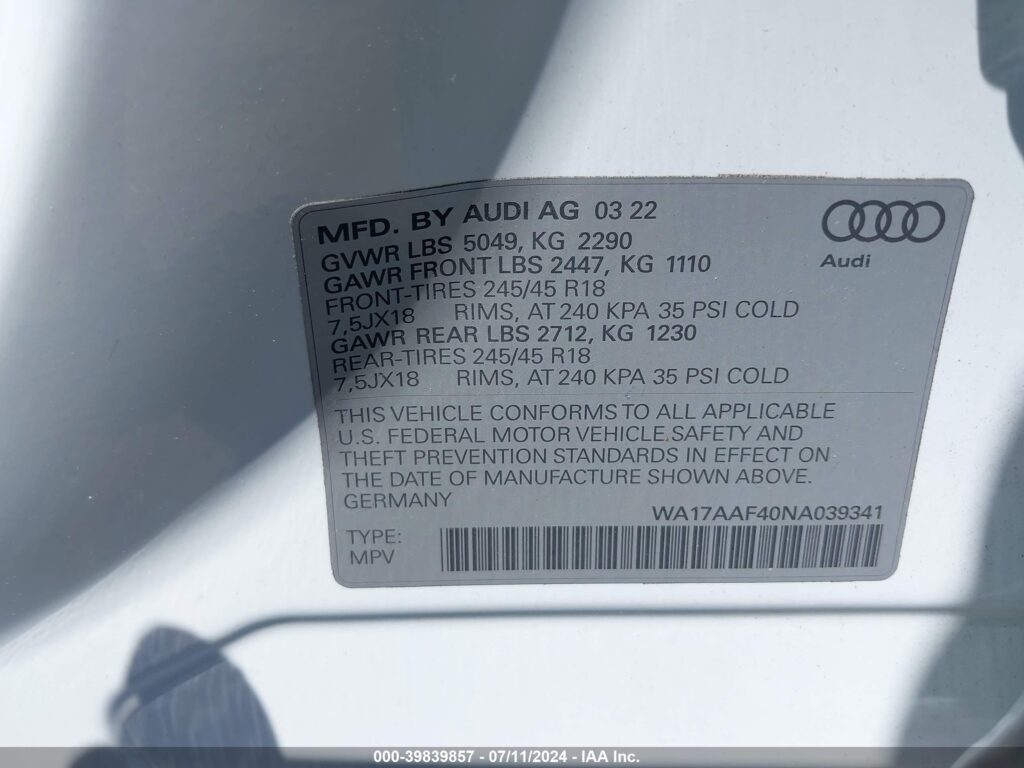 MFD. BY AUDI AG 03 22
GVWR LBS 5049, KG 2290
GAWR FRONT LBS 2447, KG 1110
FRONT-TIRES 245/45 R18
7,5JX18 RIMS, AT 240 KPA 35 PSI COLD
GAWR REAR LBS 2712, KG 1230
REAR-TIRES 245/45 R18
7,5JX18 RIMS, AT 240 KPA 35 PSI COLD
Audi
THIS VEHICLE CONFORMS TO ALL APPLICABLE
U.S. FEDERAL MOTOR VEHICLE SAFETY AND
THEFT PREVENTION STANDARDS IN EFFECT ON
THE DATE OF MANUFACTURE SHOWN ABOVE.
GERMANY
WA17AAF40NA039341
TYPE:
MPV
000-39839857 - 07/11/2024 - IAA Inc.